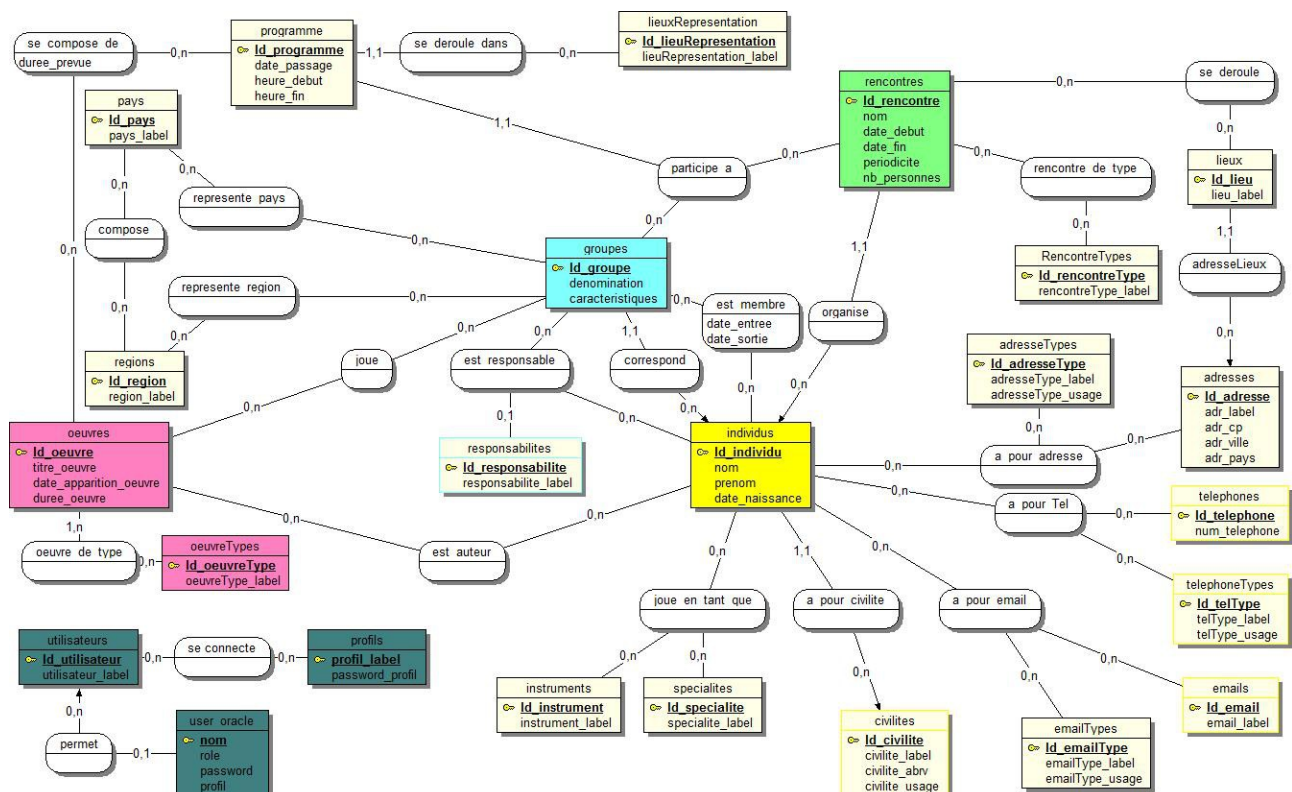 se compose de
duree_prevue
0,n
programme
Id_programme
date_passage
heure_debut
heure_fin
1,1
se deroule dans
0,n
lieuxRepresentation
Id_lieuRepresentation
lieuRepresentation_label
pays
Id_pays
pays_label
1,1
rencontres
Id_rencontre
nom
date_debut
date_fin
periodicite
nb_personnes
0,n
se deroule
0,n
lieux
Id_lieu
lieu_label
0,n
participe a
0,n
0,n
rencontre de type
0,n
0,n
represente pays
0,n
compose
0,n
0,n
0,n
1,1
1,1
RencontreTypes
Id_rencontreType
rencontreType_label
adresseLieux
groupes
Id_groupe
denomination
caracteristiques
represente region
0,n
0,n
0,n
est membre
date_entree
date_sortie
organise
0,n
0,n
0,n
1,1
joue
est responsable
correspond
adresseTypes
Id_adresseType
adresseType_label
adresseType_usage
regions
Id_region
region_label
0,n
adresses
Id_adresse
adr_label
adr_cp
adr_ville
adr_pays
0,n
0,n
0,n
0,n
0,n
0,1
oeuvres
Id_oeuvre
titre_oeuvre
date_apparition_oeuvre
duree_oeuvre
responsabilites
Id_responsabilite
responsabilite_label
individus
Id_individu
nom
prenom
date_naissance
0,n
0,n
a pour adresse
0,n
0,n
a pour Tel
0,n
telephones
Id_telephone
num_telephone
0,n
0,n
1,n
oeuvre de type
0,n
oeuvreTypes
Id_oeuvreType
oeuvreType_label
est auteur
0,n
1,1
0,n
0,n
telephoneTypes
Id_telType
telType_label
telType_usage
joue en tant que
a pour civilite
a pour email
utilisateurs
Id_utilisateur
utilisateur_label
0,n
se connecte
0,n
profils
profil_label
password_profil
0,n
0,n
0,n
0,n
0,n
0,n
instruments
Id_instrument
instrument_label
specialites
Id_specialite
specialite_label
emails
Id_email
email_label
permet
0,1
user oracle
nom
role
password
profil
civilites
Id_civilite
civilite_label
civilite_abrv
civilite_usage
emailTypes
Id_emailType
emailType_label
emailType_usage